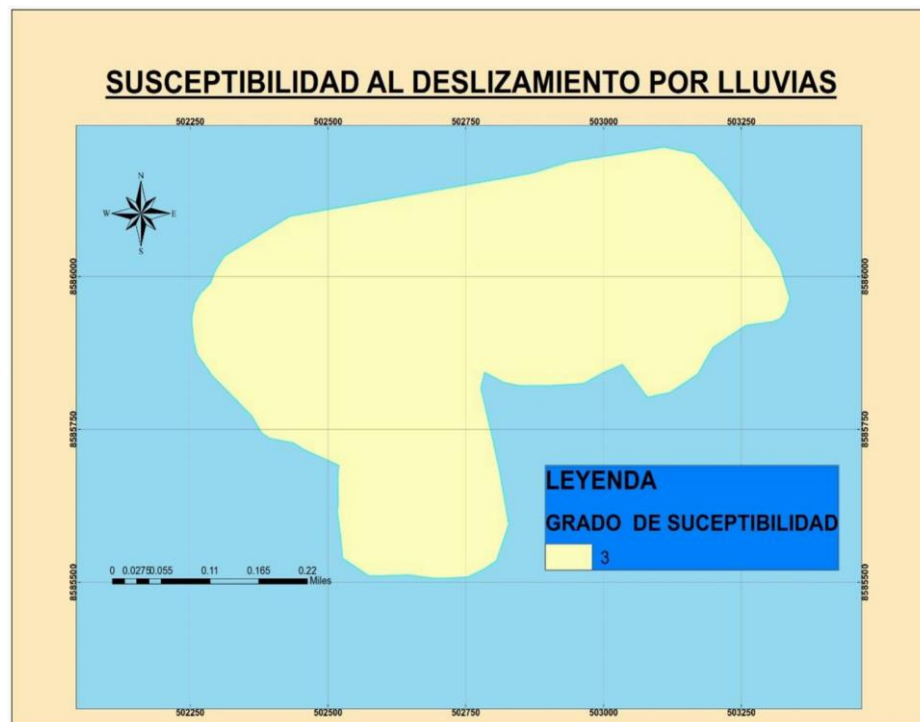 SUSCEPTIBILIDAD AL DESLIZAMIENTO POR LLUVIAS
502250 502500 502750 503000 503250
N
W E
S
8586000 8586000
8585750 8585750
LEYENDA
GRADO DE SUCEPTIBILIDAD
3
0 0.0275 0.055 0.11 0.165 0.22
Miles
8585500 8585500
502250 502500 502750 503000 503250